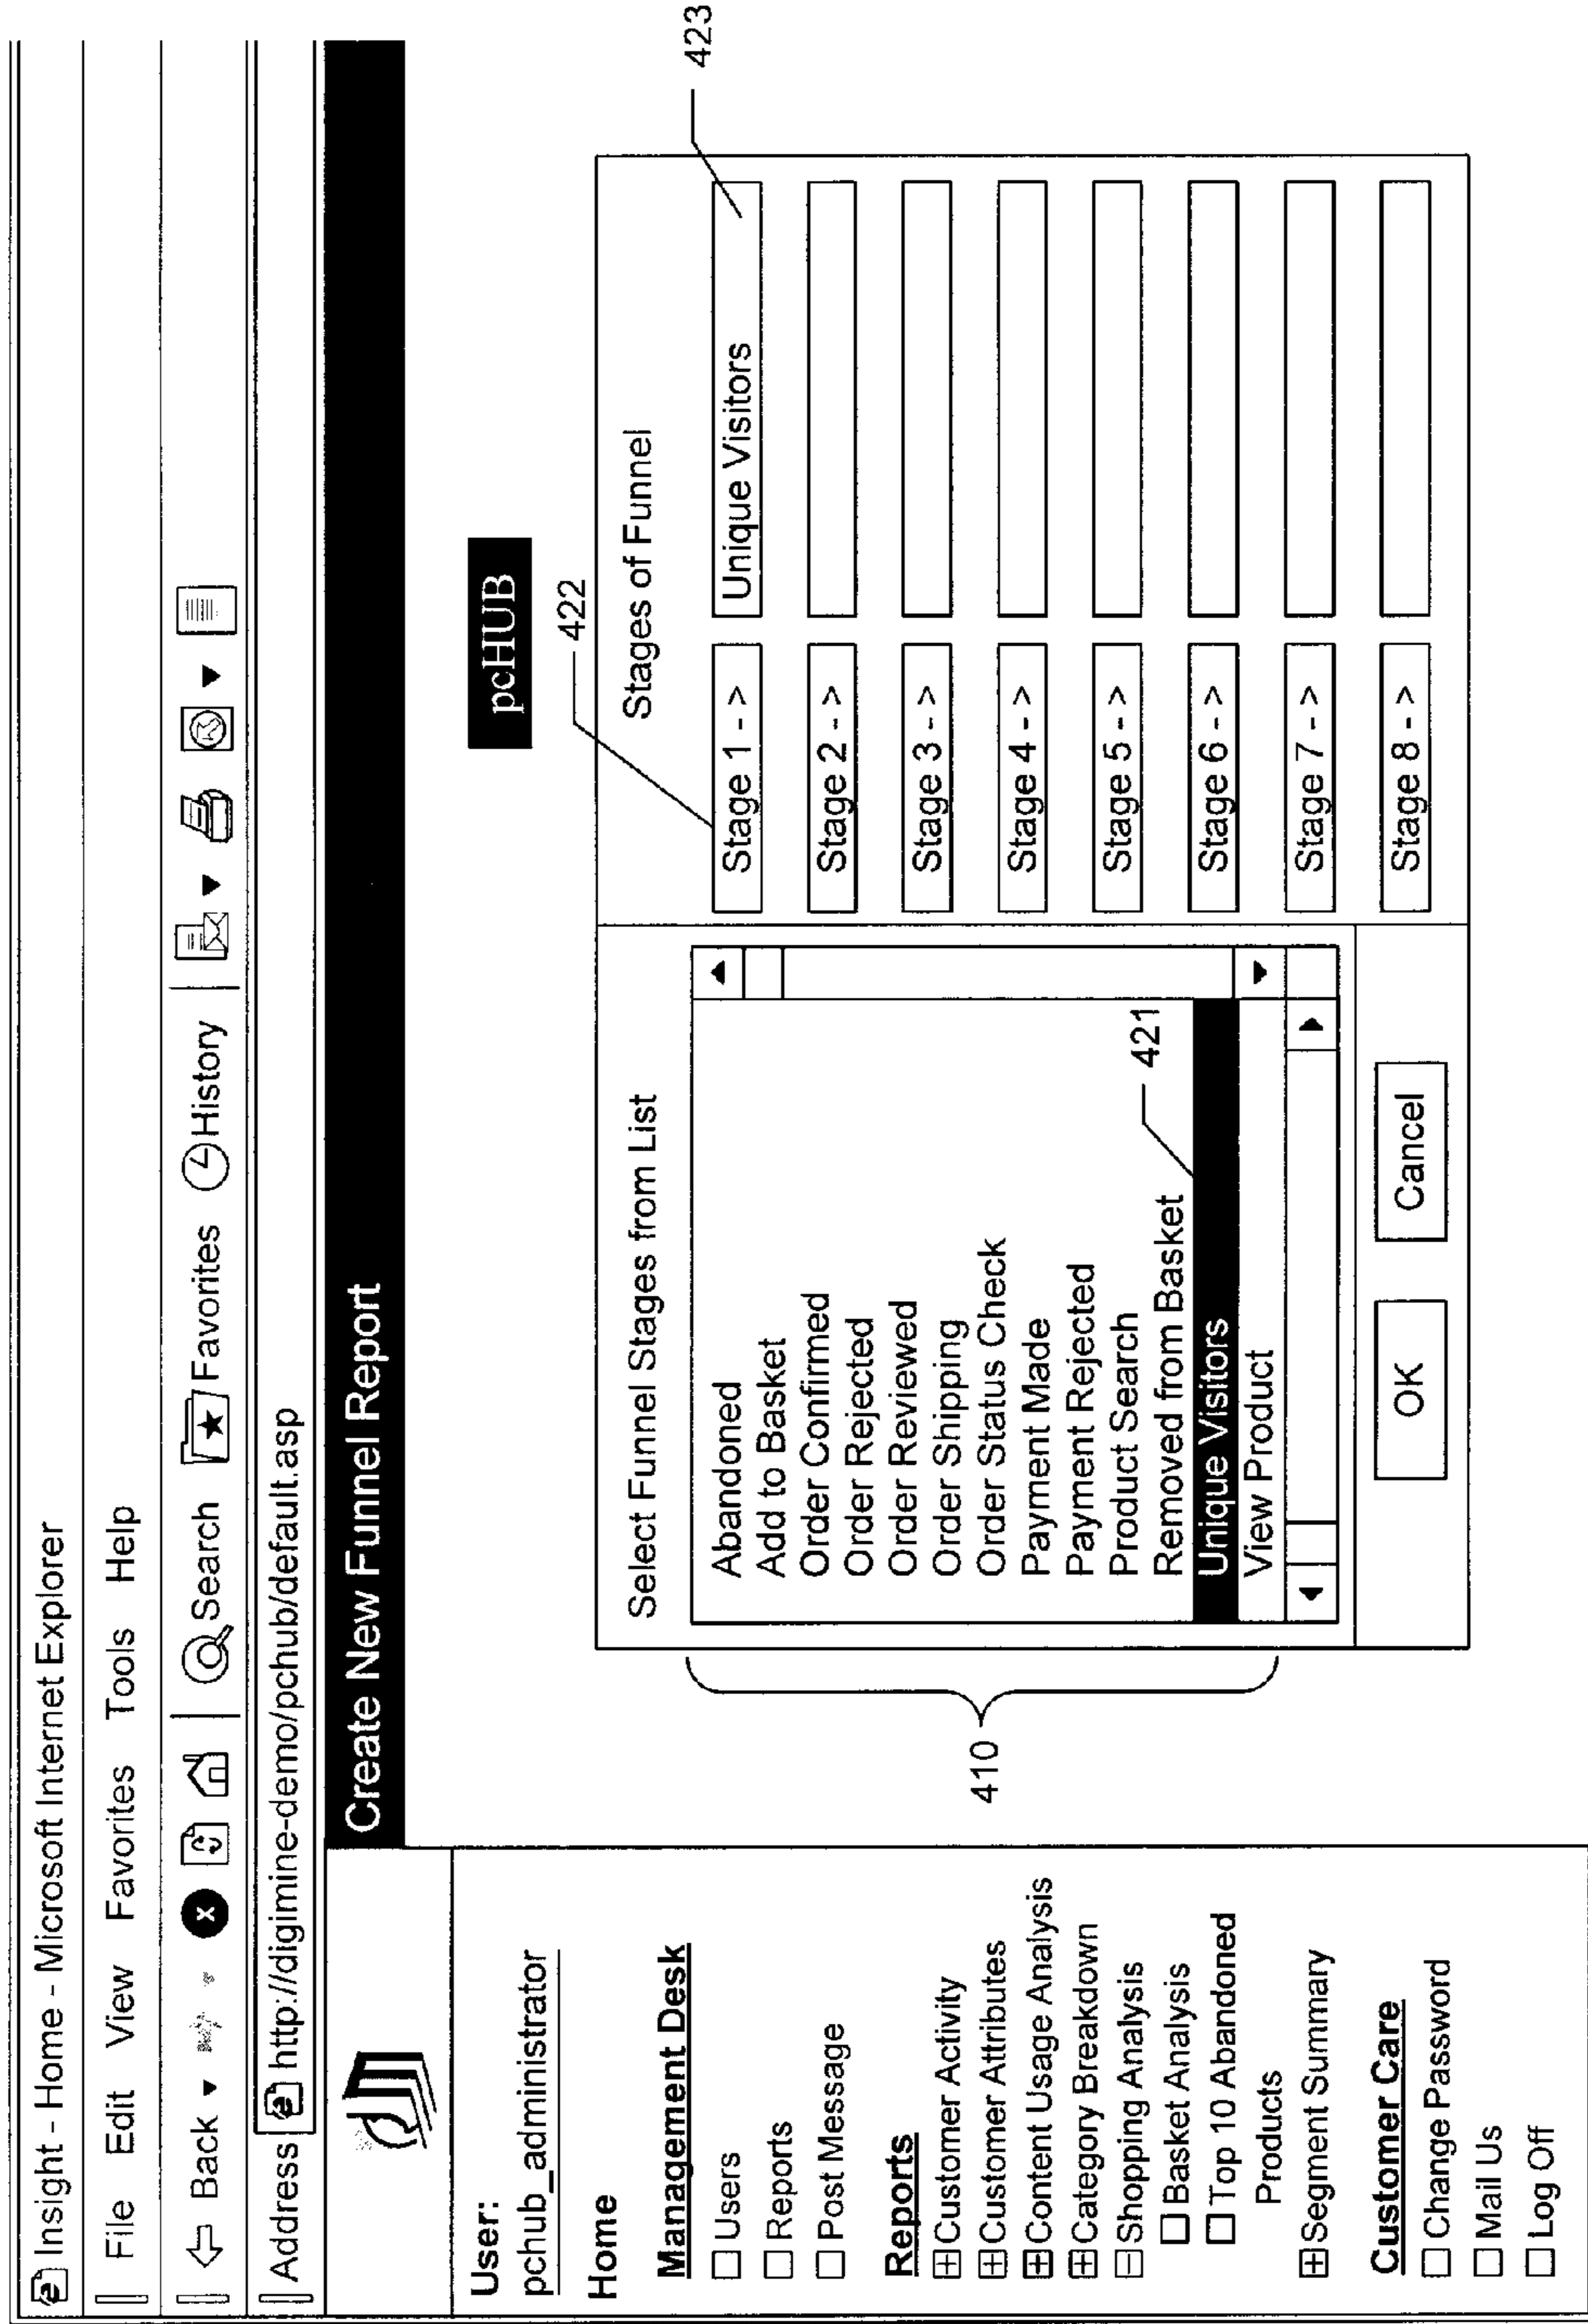 Insight - Home - Microsoft Internet Explorer
File Edit View Favorites Tools Help
Back Search Favorites History
Address http://digimine-demo/pchub/default.asp
Create New Funnel Report
User:
pchub_administrator
Home
Management Desk
Users
Reports
Post Message
Reports
Customer Activity
Customer Attributes
Content Usage Analysis
Category Breakdown
Shopping Analysis
Basket Analysis
Top 10 Abandoned
Products
Segment Summary
Customer Care
Change Password
Mail Us
Log Off
pcHUB
410
Select Funnel Stages from List
Abandoned
Add to Basket
Order Confirmed
Order Rejected
Order Reviewed
Order Shipping
Order Status Check
Payment Made
Payment Rejected
Product Search
Removed from Basket
421
Unique Visitors
View Product
OK Cancel
422
Stages of Funnel
423
Stage 1 - > Unique Visitors
Stage 2 - >
Stage 3 - >
Stage 4 - >
Stage 5 - >
Stage 6 - >
Stage 7 - >
Stage 8 - >